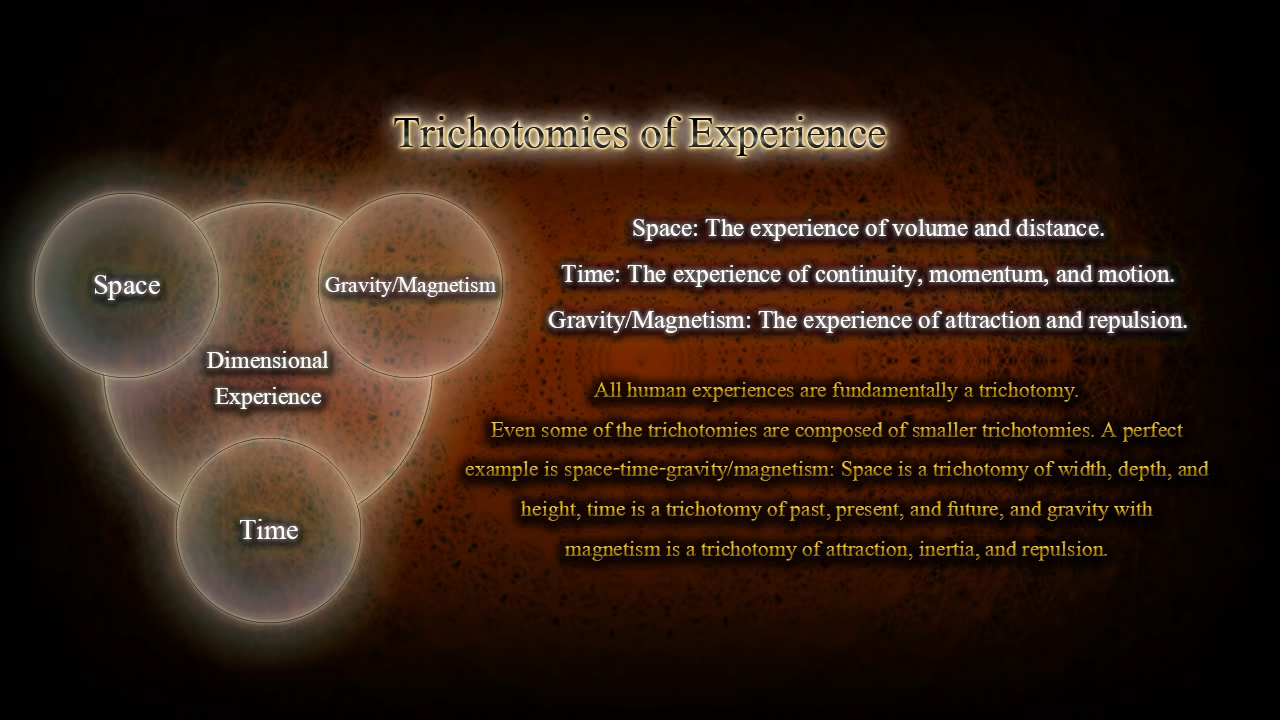 Trichotomies of Experience
Space
Gravity/Magnetism
Dimensional
Experience
Time
Space: The experience of volume and distance.
Time: The experience of continuity, momentum, and motion.
Gravity/Magnetism: The experience of attraction and repulsion.
All human experiences are fundamentally a trichotomy.
Even some of the trichotomies are composed of smaller trichotomies. A perfect
example is space-time-gravity/magnetism: Space is a trichotomy of width, depth, and
height, time is a trichotomy of past, present, and future, and gravity with
magnetism is a trichotomy of attraction, inertia, and repulsion.